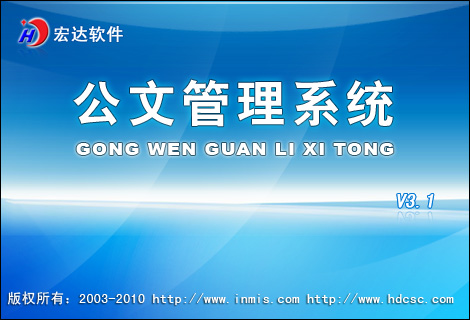 宏达软件
公文管理系统
GONG WEN GUAN LI XI TONG
V3.1
版权所有：2003-2010 http://www.inmis.com http://www.hdcsc.com